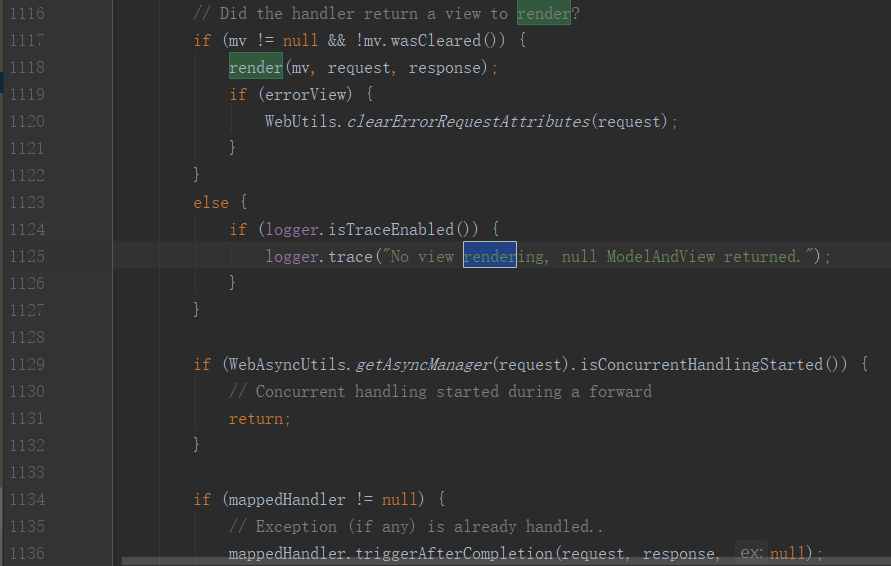 1116 // Did the handler return a view to render?
1117 if (mv != null && !mv.wasCleared()) {
1118 render(mv, request, response);
1119 if (errorView) {
1120 WebUtils.clearErrorRequestAttributes(request);
1121 }
1122 }
1123 else {
1124 if (logger.isTraceEnabled()) {
1125 logger.trace("No view rendering, null ModelAndView returned.");
1126 }
1127 }
1128
1129 if (WebAsyncUtils.getAsyncManager(request).isConcurrentHandlingStarted()) {
1130 // Concurrent handling started during a forward
1131 return;
1132 }
1133
1134 if (mappedHandler != null) {
1135 // Exception (if any) is already handled..
1136 mappedHandler.triggerAfterCompletion(request, response, ex: null);